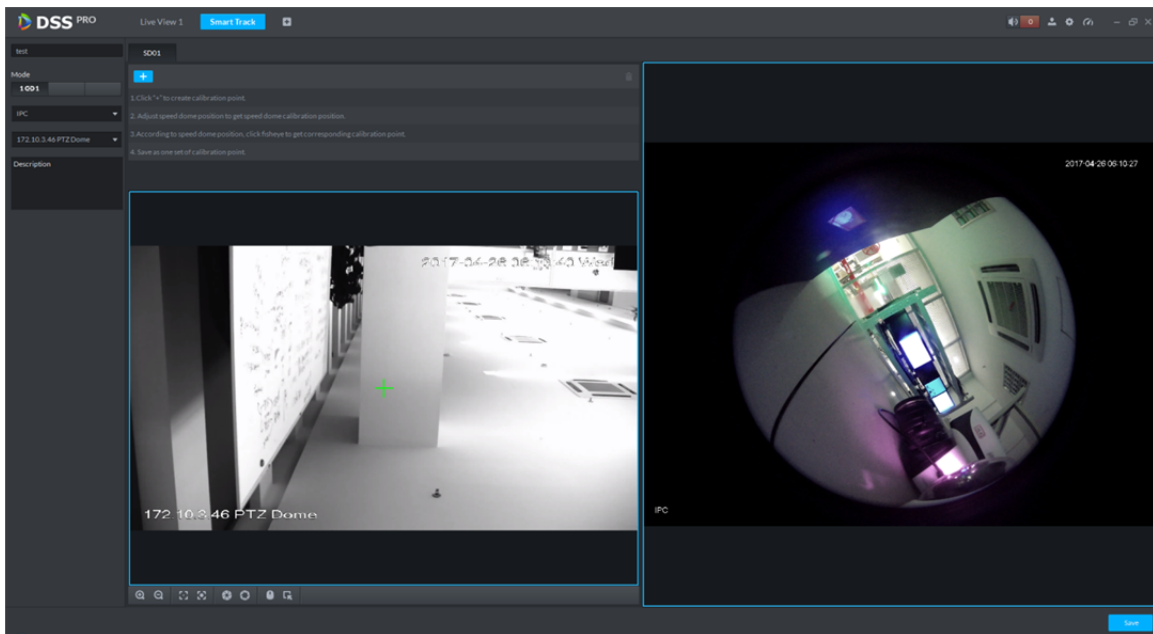 DSS PRO
Live View 1
Smart Track
0
test
SD01
Mode
1.Click "+" to create calibration point.
2. Adjust speed dome position to get speed dome calibration position.
3.According to speed dome position, click fisheye to get corresponding calibration point.
4. Save as one set of calibration point.
IPC
172.10.3.46 PTZ Dome
Description
2017-04-26 06:10:27
172.10.3.46 PTZ Dome
IPC
Save